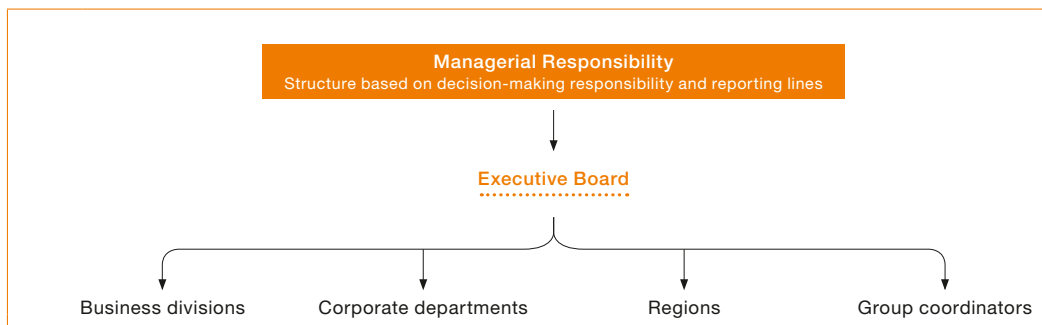 Managerial Responsibility
Structure based on decision-making responsibility and reporting lines
Executive Board
Business divisions Corporate departments Regions Group coordinators